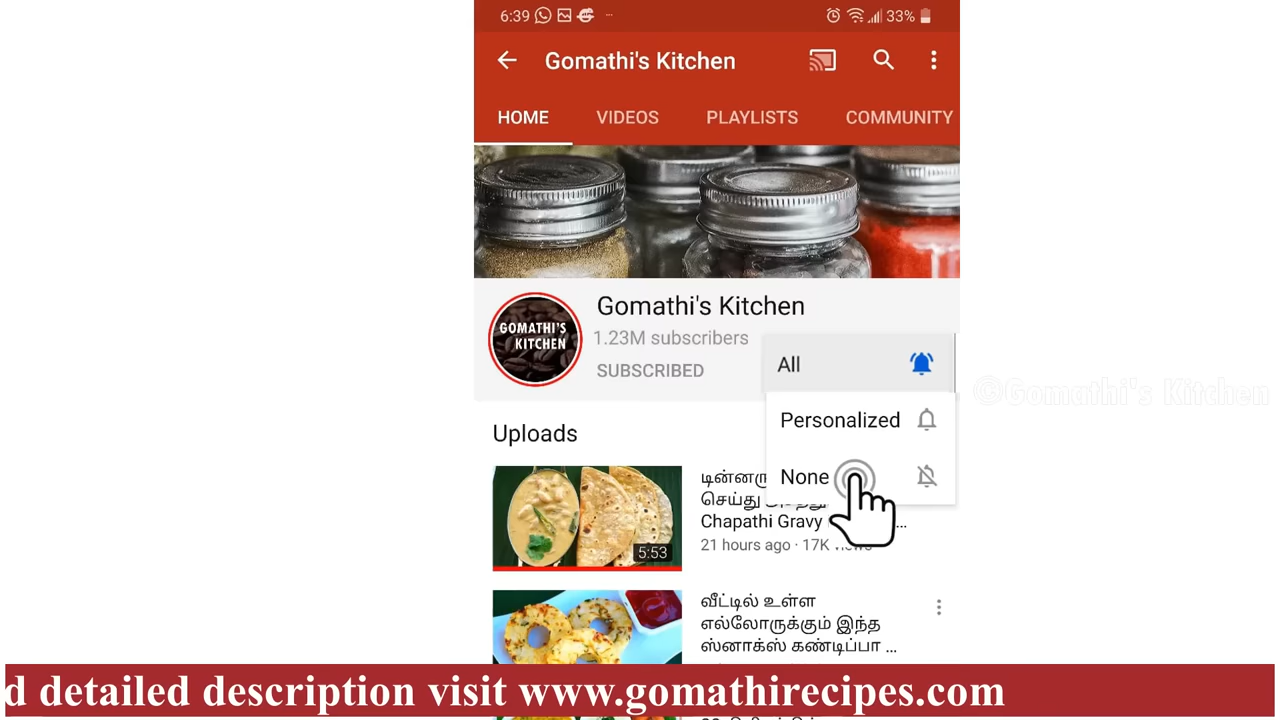 6:39
33%
Gomathi's Kitchen
HOME VIDEOS PLAYLISTS COMMUNITY
GOMATHI'S
KITCHEN
Gomathi's Kitchen
1.23M subscribers
SUBSCRIBED
All
Personalized
None
©Gomathi's Kitchen
Uploads
5:53
செய்து
Chapathi Gravy
...
21 hours ago · 17K views
வீட்டில் உள்ள
எல்லோருக்கும் இந்த
ஸ்னாக்ஸ் கண்டிப்பா ...
d detailed description visit www.gomathirecipes.com